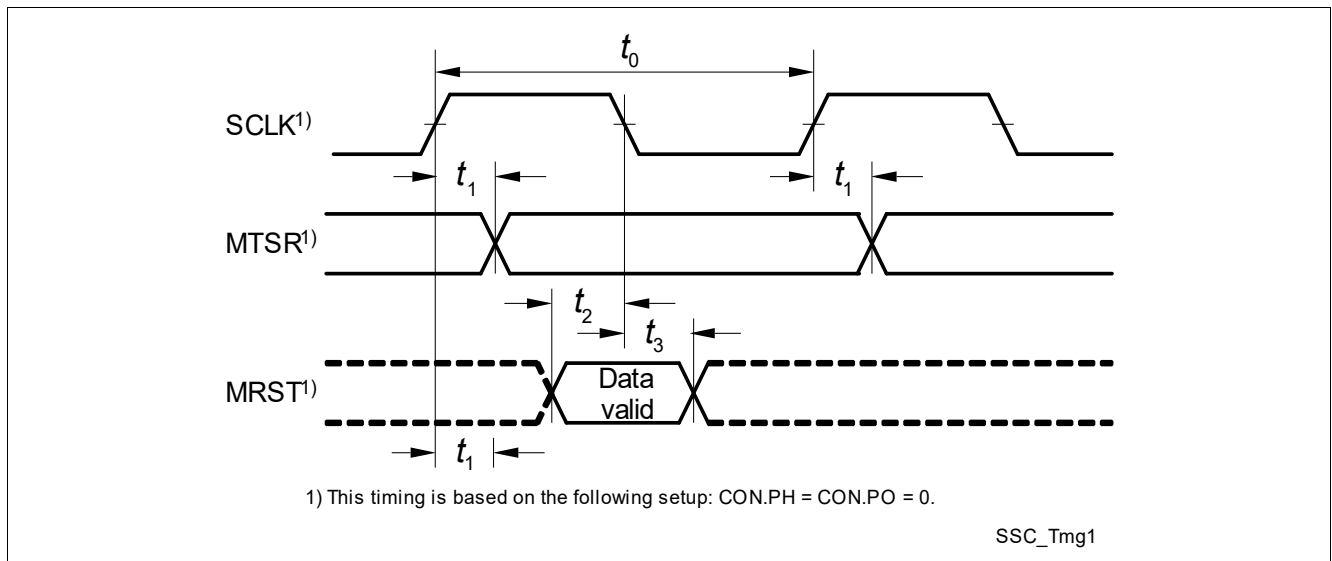 t₀
SCLK¹⁾
t₁ t₁
MTSR¹⁾
t₂
t₃
MRST¹⁾
Data
valid
t₁
1) This timing is based on the following setup: CON.PH = CON.PO = 0.
SSC_Tmg1